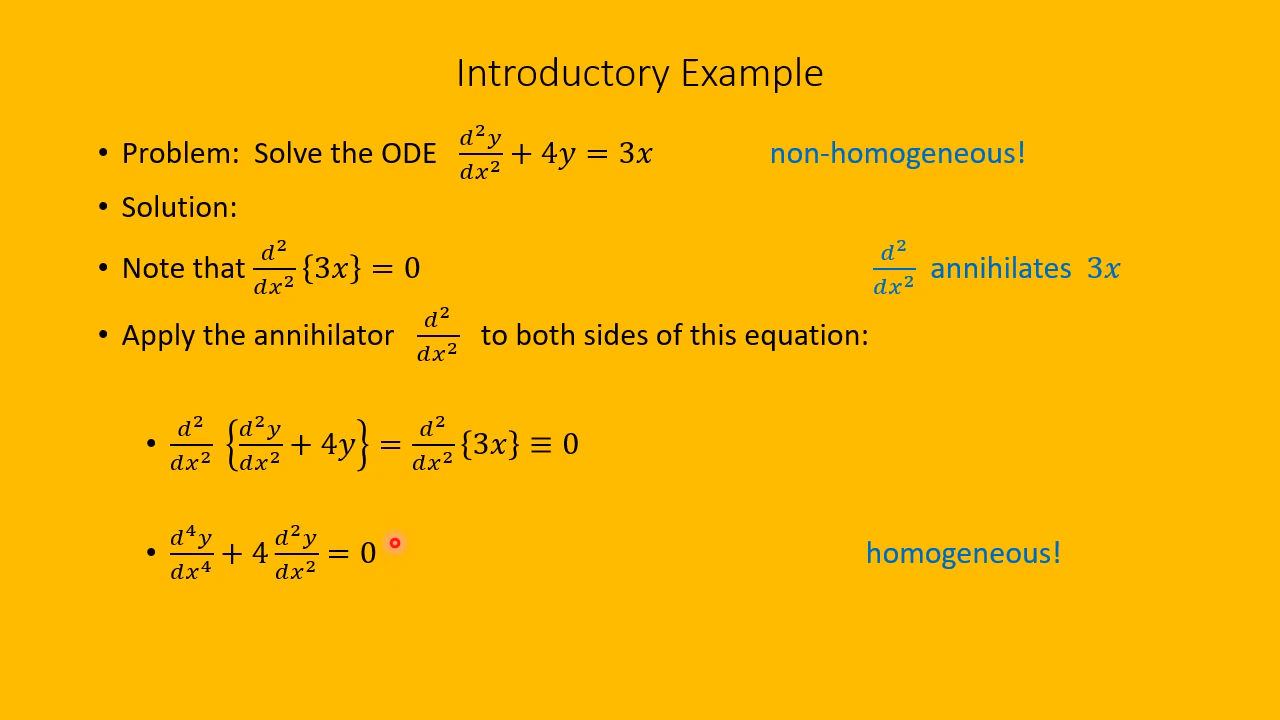 Introductory Example
• Problem: Solve the ODE d²y/dx² + 4y = 3x non-homogeneous!
• Solution:
• Note that d²/dx² {3x} = 0 d²/dx² annihilates 3x
• Apply the annihilator d²/dx² to both sides of this equation:
• d²/dx² {d²y/dx² + 4y} = d²/dx² {3x} ≡ 0
• d⁴y/dx⁴ + 4 d²y/dx² = 0 homogeneous!